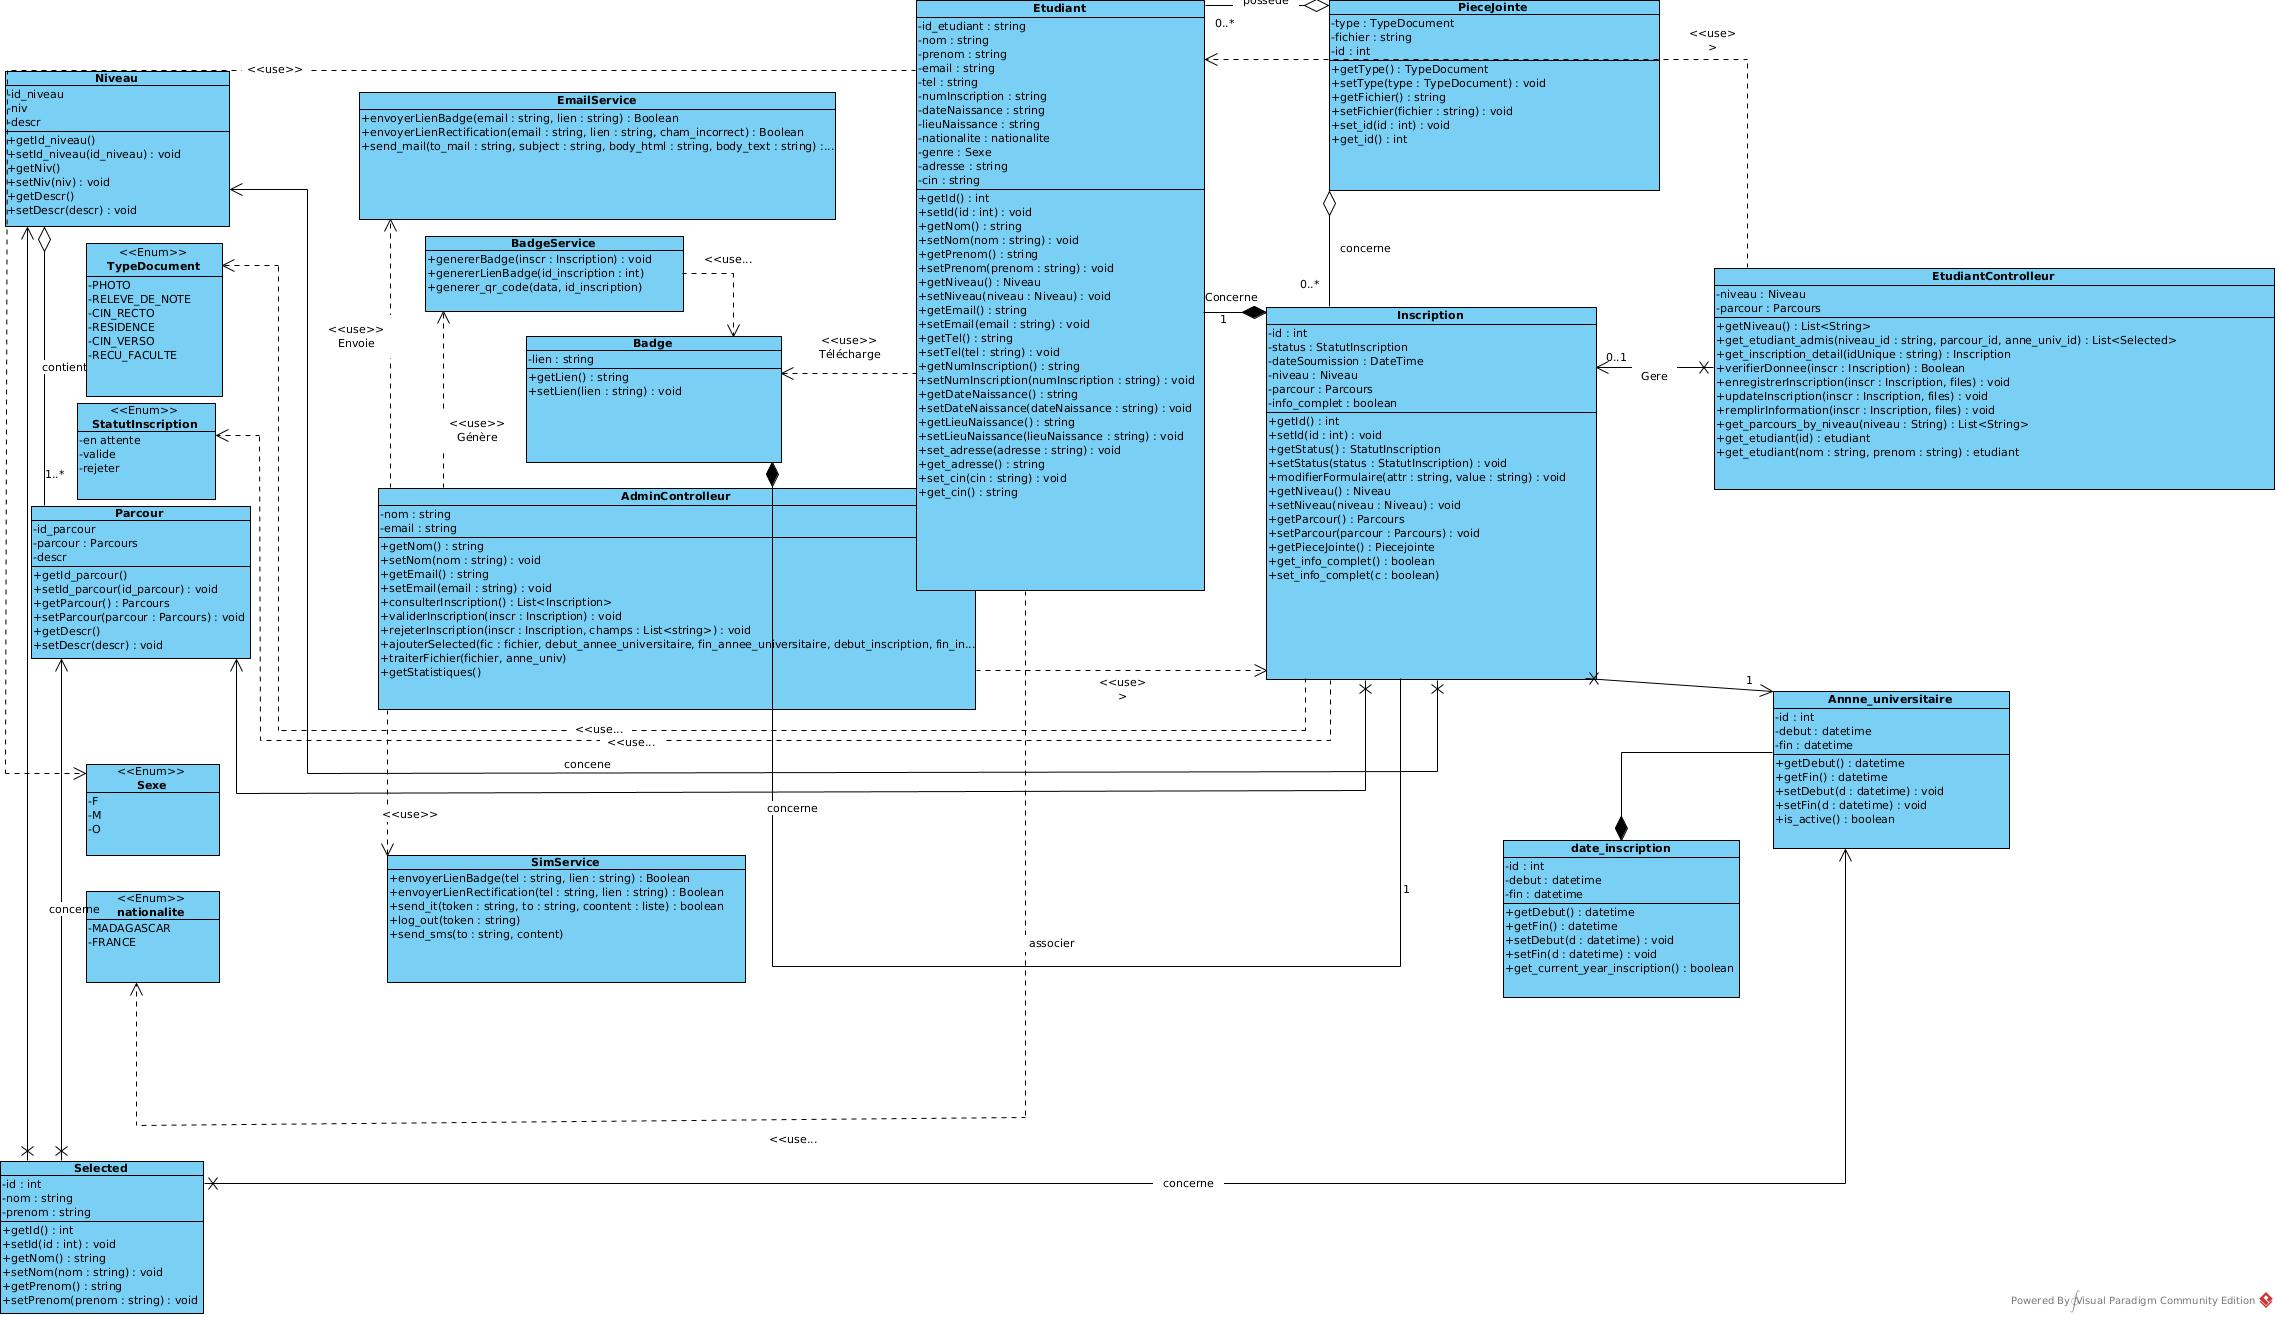 Etudiant
-id_etudiant : string
-nom : string
-prenom : string
-email : string
-tel : string
-numInscription : string
-dateNaissance : string
-lieuNaissance : string
-nationalite : nationalite
-genre : Sexe
-adresse : string
-cin : string
+getId() : int
+setId(id : int) : void
+getNom() : string
+setNom(nom : string) : void
+getPrenom() : string
+setPrenom(prenom : string) : void
+getNiveau() : Niveau
+setNiveau(niveau : Niveau) : void
+getEmail() : string
+setEmail(email : string) : void
+getTel() : string
+setTel(tel : string) : void
+getNumInscription() : string
+setNumInscription(numInscription : string) : void
+getDateNaissance() : string
+setDateNaissance(dateNaissance : string) : void
+getLieuNaissance() : string
+setLieuNaissance(lieuNaissance : string) : void
+set_adresse(adresse : string) : void
+get_adresse() : string
+set_cin(cin : string) : void
+get_cin() : string
possède
0..*
PieceJointe
-type : TypeDocument
-fichier : string
-id : int
+getType() : TypeDocument
+setType(type : TypeDocument) : void
+getFichier() : string
+setFichier(fichier : string) : void
+set_id(id : int) : void
+get_id() : int
<<use>
>
<<use>>
Niveau
-id_niveau
-niv
-descr
+getId_niveau()
+setId_niveau(id_niveau) : void
+getNiv()
+setNiv(niv) : void
+getDescr()
+setDescr(descr) : void
EmailService
+envoyerLienBadge(email : string, lien : string) : Boolean
+envoyerLienRectification(email : string, lien : string, cham_incorrect) : Boolean
+send_mail(to_mail : string, subject : string, body_html : string, body_text : string) :...
BadgeService
+genererBadge(inscr : Inscription) : void
+genererLienBadge(id_inscription : int)
+generer_qr_code(data, id_inscription)
<<use...
<<Enum>>
TypeDocument
-PHOTO
-RELEVE_DE_NOTE
-CIN_RECTO
-RESIDENCE
-CIN_VERSO
-RECU_FACULTE
contient
1..*
<<use>>
Envoie
<<use>>
Génère
Badge
-lien : string
+getLien() : string
+setLien(lien : string) : void
<<use>>
Télécharge
concerne
0..*
Concerne
1
Inscription
-id : int
-status : StatutInscription
-dateSoumission : DateTime
-niveau : Niveau
-parcour : Parcours
-info_complet : boolean
+getId() : int
+setId(id : int) : void
+getStatus() : StatutInscription
+setStatus(status : StatutInscription) : void
+modifierFormulaire(attr : string, value : string) : void
+getNiveau() : Niveau
+setNiveau(niveau : Niveau) : void
+getParcour() : Parcours
+setParcour(parcour : Parcours) : void
+getPieceJointe() : Piecejointe
+get_info_complet() : boolean
+set_info_complet(c : boolean)
0..1
Gere
EtudiantControlleur
-niveau : Niveau
-parcour : Parcours
+getNiveau() : List<String>
+get_etudiant_admis(niveau_id : string, parcour_id, anne_univ_id) : List<Selected>
+get_inscription_detail(idUnique : string) : Inscription
+verifierDonnee(inscr : Inscription) : Boolean
+enregistrerInscription(inscr : Inscription, files) : void
+updateInscription(inscr : Inscription, files) : void
+remplirInformation(inscr : Inscription, files) : void
+get_parcours_by_niveau(niveau : String) : List<String>
+get_etudiant(id) : etudiant
+get_etudiant(nom : string, prenom : string) : etudiant
<<Enum>>
StatutInscription
-en attente
-valide
-rejeter
Parcour
-id_parcour
-parcour : Parcours
-descr
+getId_parcour()
+setId_parcour(id_parcour) : void
+getParcour() : Parcours
+setParcour(parcour : Parcours) : void
+getDescr()
+setDescr(descr) : void
AdminControlleur
-nom : string
-email : string
+getNom() : string
+setNom(nom : string) : void
+getEmail() : string
+setEmail(email : string) : void
+consulterInscription() : List<Inscription>
+validerInscription(inscr : Inscription) : void
+rejeterInscription(inscr : Inscription, champs : List<string>) : void
+ajouterSelected(fic : fichier, debut_annee_universitaire, fin_annee_universitaire, debut_inscription, fin_in...
+traiterFichier(fichier, anne_univ)
+getStatistiques()
<<use>
>
<<use...
<<use...
concene
concerne
<<use>>
1
1
Annne_universitaire
-id : int
-debut : datetime
-fin : datetime
+getDebut() : datetime
+getFin() : datetime
+setDebut(d : datetime) : void
+setFin(d : datetime) : void
+is_active() : boolean
date_inscription
-id : int
-debut : datetime
-fin : datetime
+getDebut() : datetime
+getFin() : datetime
+setDebut(d : datetime) : void
+setFin(d : datetime) : void
+get_current_year_inscription() : boolean
<<Enum>>
Sexe
-F
-M
-O
<<Enum>>
nationalite
-MADAGASCAR
-FRANCE
concerne
SimService
+envoyerLienBadge(tel : string, lien : string) : Boolean
+envoyerLienRectification(tel : string, lien : string) : Boolean
+send_it(token : string, to : string, coontent : liste) : boolean
+log_out(token : string)
+send_sms(to : string, content)
associer
<<use...
Selected
-id : int
-nom : string
-prenom : string
+getId() : int
+setId(id : int) : void
+getNom() : string
+setNom(nom : string) : void
+getPrenom() : string
+setPrenom(prenom : string) : void
concerne
Powered By Visual Paradigm Community Edition